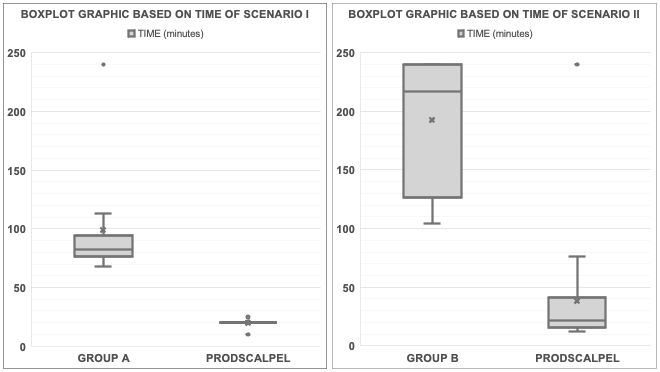 BOXPLOT GRAPHIC BASED ON TIME OF SCENARIO I
TIME (minutes)
250
200
150
100
50
0
GROUP A PRODSCALPEL
BOXPLOT GRAPHIC BASED ON TIME OF SCENARIO II
TIME (minutes)
250
200
150
100
50
0
GROUP B PRODSCALPEL